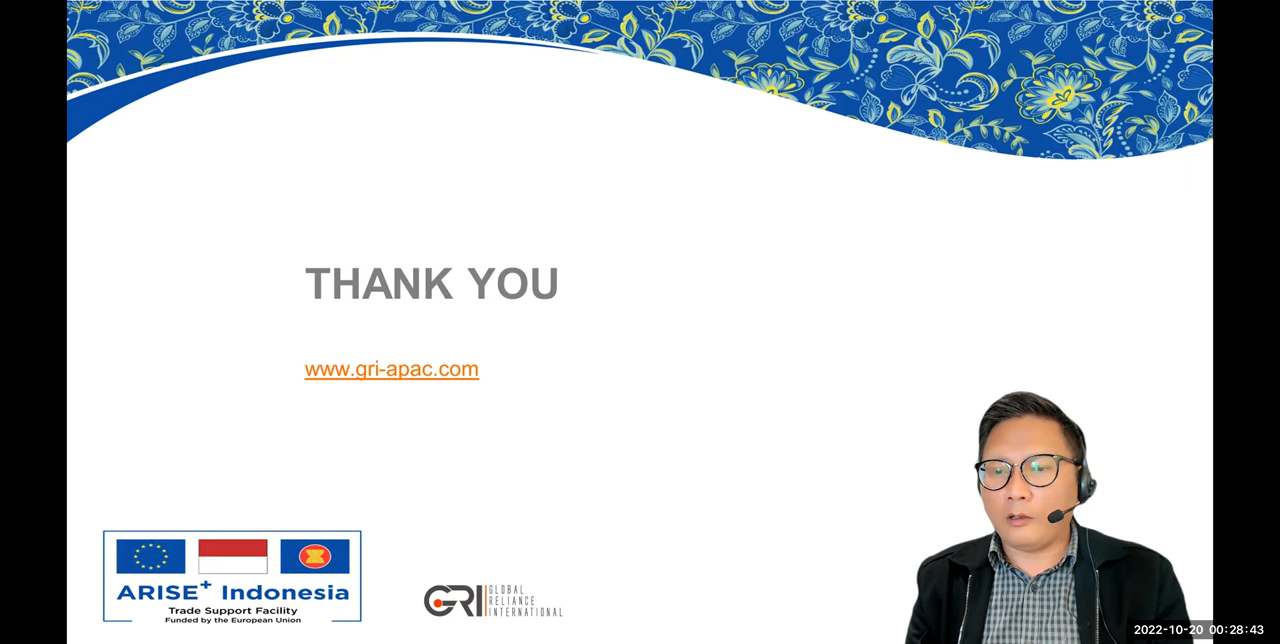 THANK YOU
www.gri-apac.com
ARISE+ Indonesia
Trade Support Facility
Funded by the European Union
GRI
GLOBAL
RELIANCE
INTERNATIONAL
2022-10-20 00:28:43